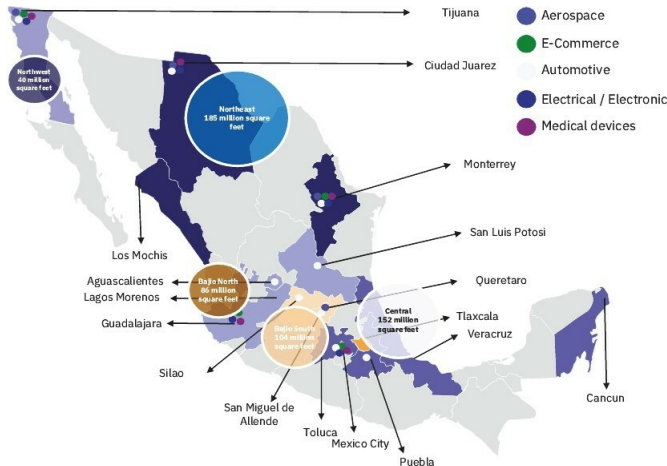 Tijuana
Aerospace
E-Commerce
Automotive
Electrical / Electronic
Medical devices
Ciudad Juarez
Northwest
40 million
square feet
Northeast
185 million square
feet
Monterrey
San Luis Potosi
Los Mochis
Aguascalientes
Lagos Morenos
Guadalajara
Bajio North
86 million
square feet
Queretaro
Central
152 million
square feet
Tlaxcala
Veracruz
Bajio South
104 million
square feet
Silao
San Miguel de
Allende
Toluca
Mexico City
Puebla
Cancun